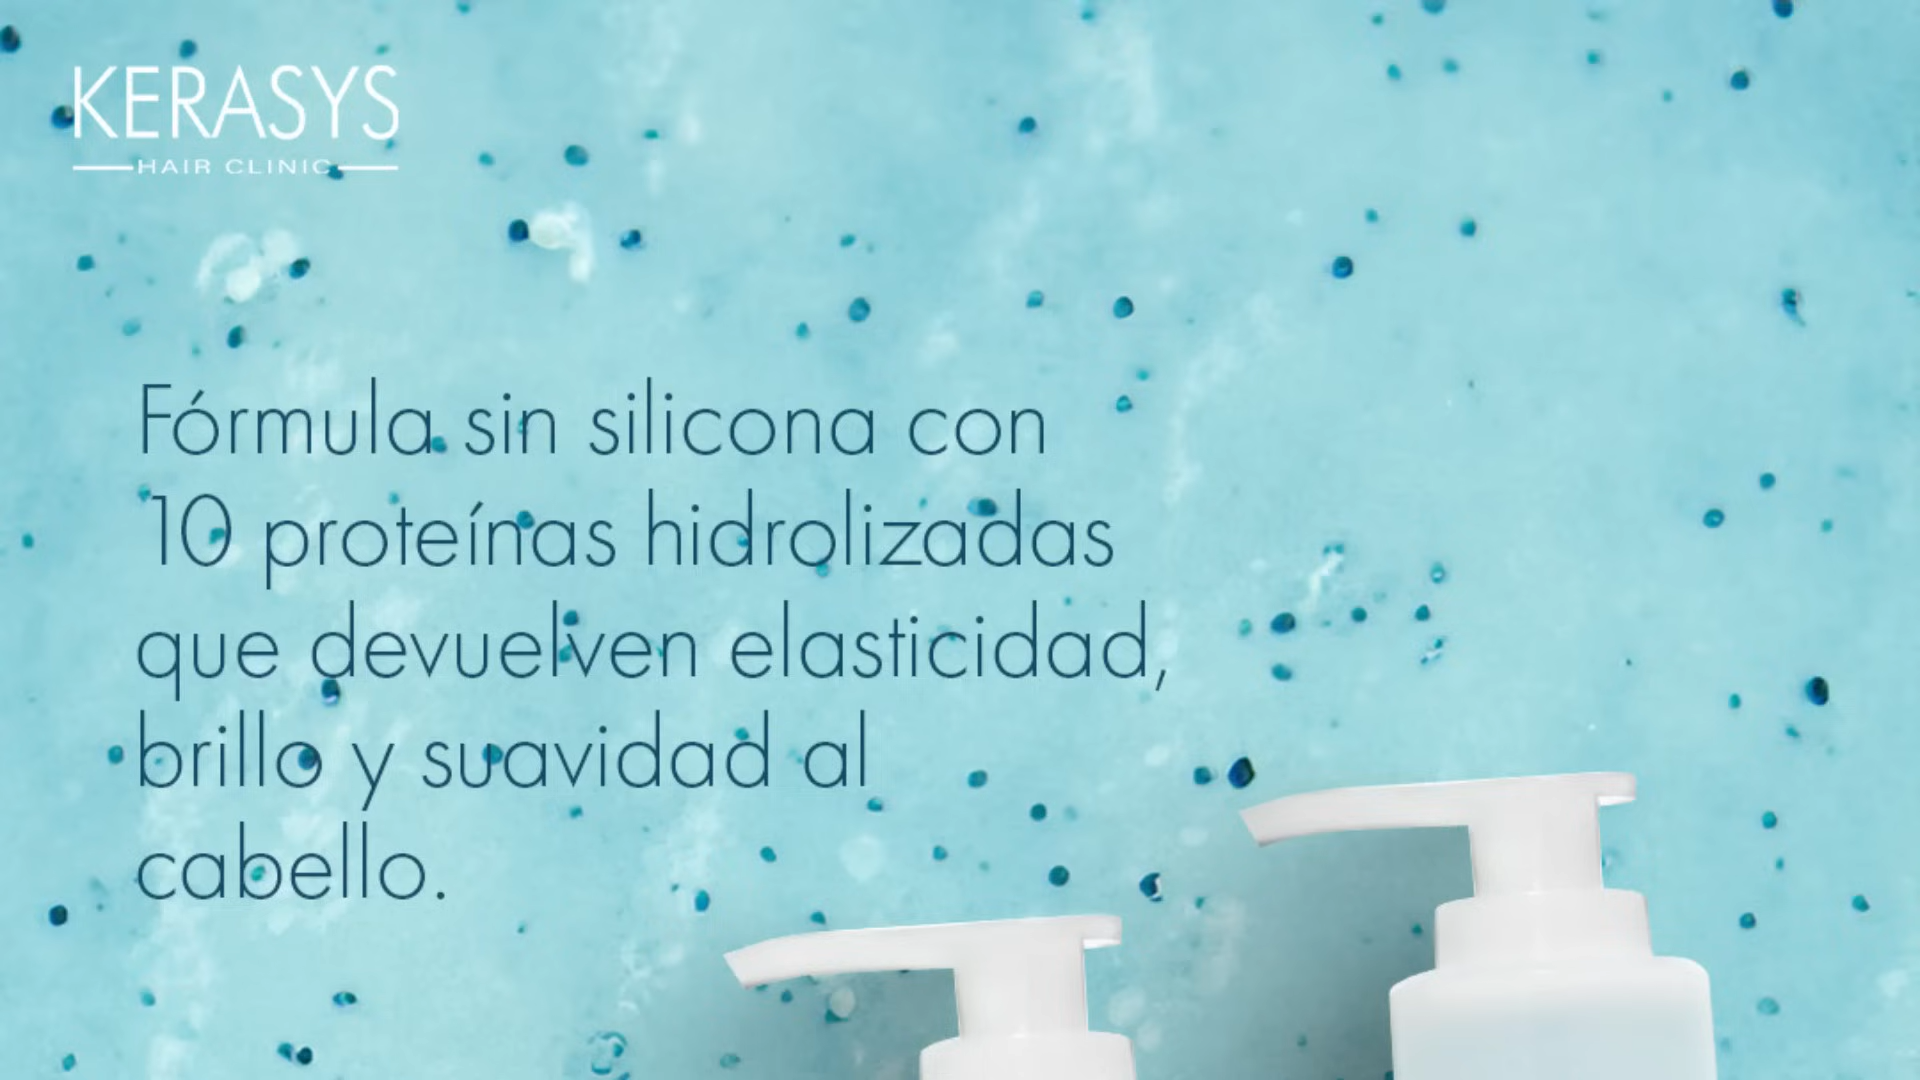 KERASYS
HAIR CLINIC
Fórmula sin silicona con
10 proteínas hidrolizadas
que devuelven elasticidad,
brillo y suavidad al
cabello.